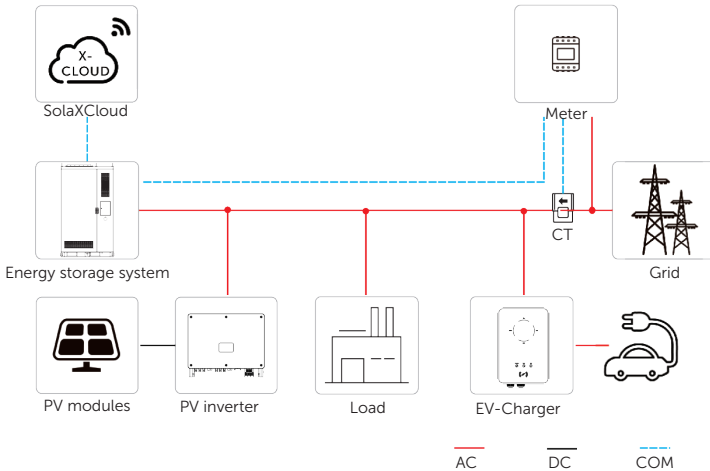 X-
CLOUD
SolaXCloud
Meter
CT
Energy storage system
Grid
PV modules
PV inverter
Load
EV-Charger
AC
DC
COM